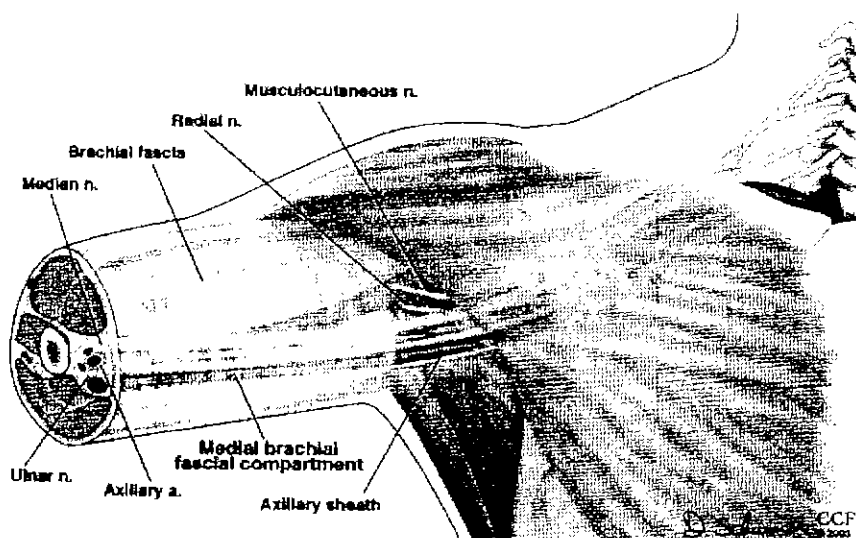 Musculocutaneous n.
Radial n.
Brachial fascia
Median n.
Medial brachial
fascial compartment
Ulnar n.
Axillary a.
Axillary sheath
CCF